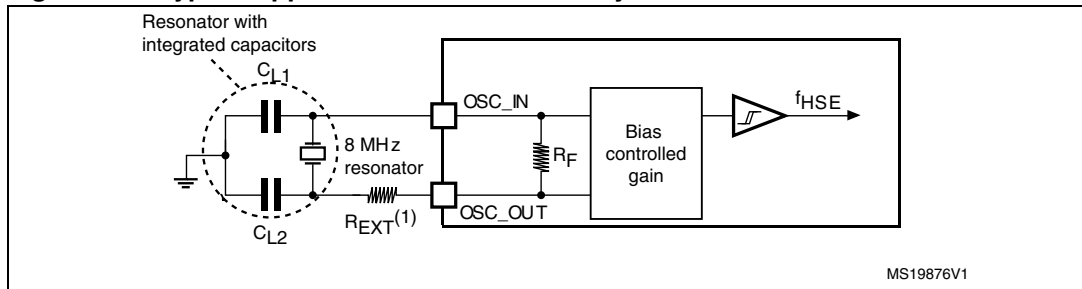 Resonator with
integrated capacitors
CL1
OSC_IN
fHSE
8 MHz
resonator
RF
Bias
controlled
gain
OSC_OUT
REXT(1)
CL2
MS19876V1